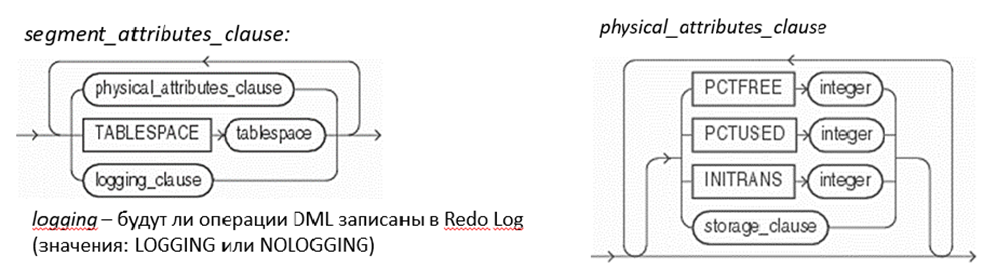 segment_attributes_clause:
physical_attributes_clause
TABLESPACE tablespace
logging_clause
logging – будут ли операции DML записаны в Redo Log
(значения: LOGGING или NOLOGGING)
physical_attributes_clause
PCTFREE integer
PCTUSED integer
INITRANS integer
storage_clause